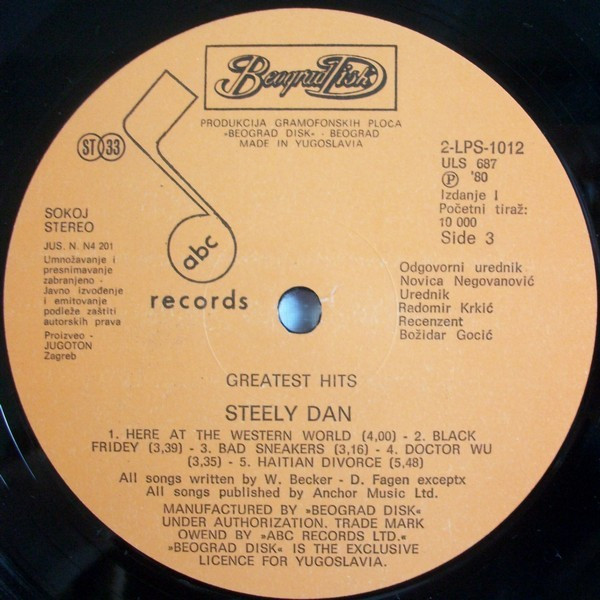 Beograd Disk
PRODUKCIJA GRAMOFONSKIH PLOCA
»BEOGRAD DISK« - BEOGRAD
MADE IN YUGOSLAVIA
ST 33
2-LPS-1012
ULS 687
P '80
Izdanje I
Početni tiraž:
10 000
Side 3
SOKOJ
STEREO
JUS. N. N4 201
Umnožavanje i
presnimavanje
zabranjeno -
Javno izvođenje
i emitovanje
podleže zaštiti
autorskih prava
Proizveo -
JUGOTON
Zagreb
abc
records
Odgovorni urednik
Novica Negovanović
Urednik
Radomir Krkić
Recenzent
Božidar Gocić
GREATEST HITS
STEELY DAN
1. HERE AT THE WESTERN WORLD (4,00) - 2. BLACK
FRIDEY (3,39) - 3. BAD SNEAKERS (3,16) - 4. DOCTOR WU
(3,35) - 5. HAITIAN DIVORCE (5,48)
All songs written by W. Becker - D. Fagen exceptx
All songs published by Anchor Music Ltd.
MANUFACTURED BY »BEOGRAD DISK«
UNDER AUTHORIZATION. TRADE MARK
OWEND BY »ABC RECORDS LTD.«
»BEOGRAD DISK« IS THE EXCLUSIVE
LICENCE FOR YUGOSLAVIA.